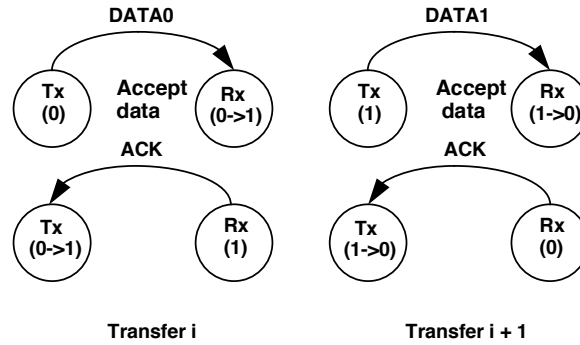 DATA0
Tx
(0)
Accept
data
Rx
(0->1)
ACK
Tx
(0->1)
Rx
(1)
Transfer i
DATA1
Tx
(1)
Accept
data
Rx
(1->0)
ACK
Tx
(1->0)
Rx
(0)
Transfer i + 1